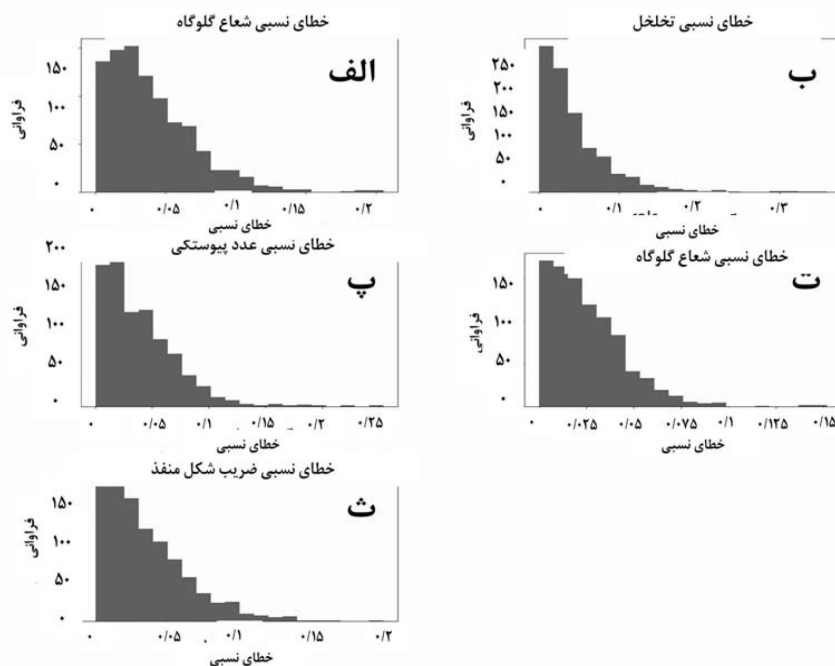 خطای نسبی شعاع گلوگاه
الف
فراوانی
۱۵۰
۱۰۰
۵۰
۰
۰ ۰/۰۵ ۰/۱ ۰/۱۵ ۰/۲
خطای نسبی
خطای نسبی تخلخل
ب
فراوانی
۲۵۰
۲۰۰
۱۵۰
۱۰۰
۵۰
۰
۰ ۰/۱ ۰/۲ ۰/۳
خطای نسبی
خطای نسبی عدد پیوستگی
پ
فراوانی
۲۰۰
۱۵۰
۱۰۰
۵۰
۰
۰ ۰/۰۵ ۰/۱ ۰/۱۵ ۰/۲ ۰/۲۵
خطای نسبی
خطای نسبی شعاع گلوگاه
ت
فراوانی
۱۵۰
۱۰۰
۵۰
۰
۰ ۰/۰۲۵ ۰/۰۵ ۰/۰۷۵ ۰/۱ ۰/۱۲۵ ۰/۱۵
خطای نسبی
خطای نسبی ضریب شکل منفذ
ث
فراوانی
۱۵۰
۱۰۰
۵۰
۰
۰ ۰/۰۵ ۰/۱ ۰/۱۵ ۰/۲
خطای نسبی